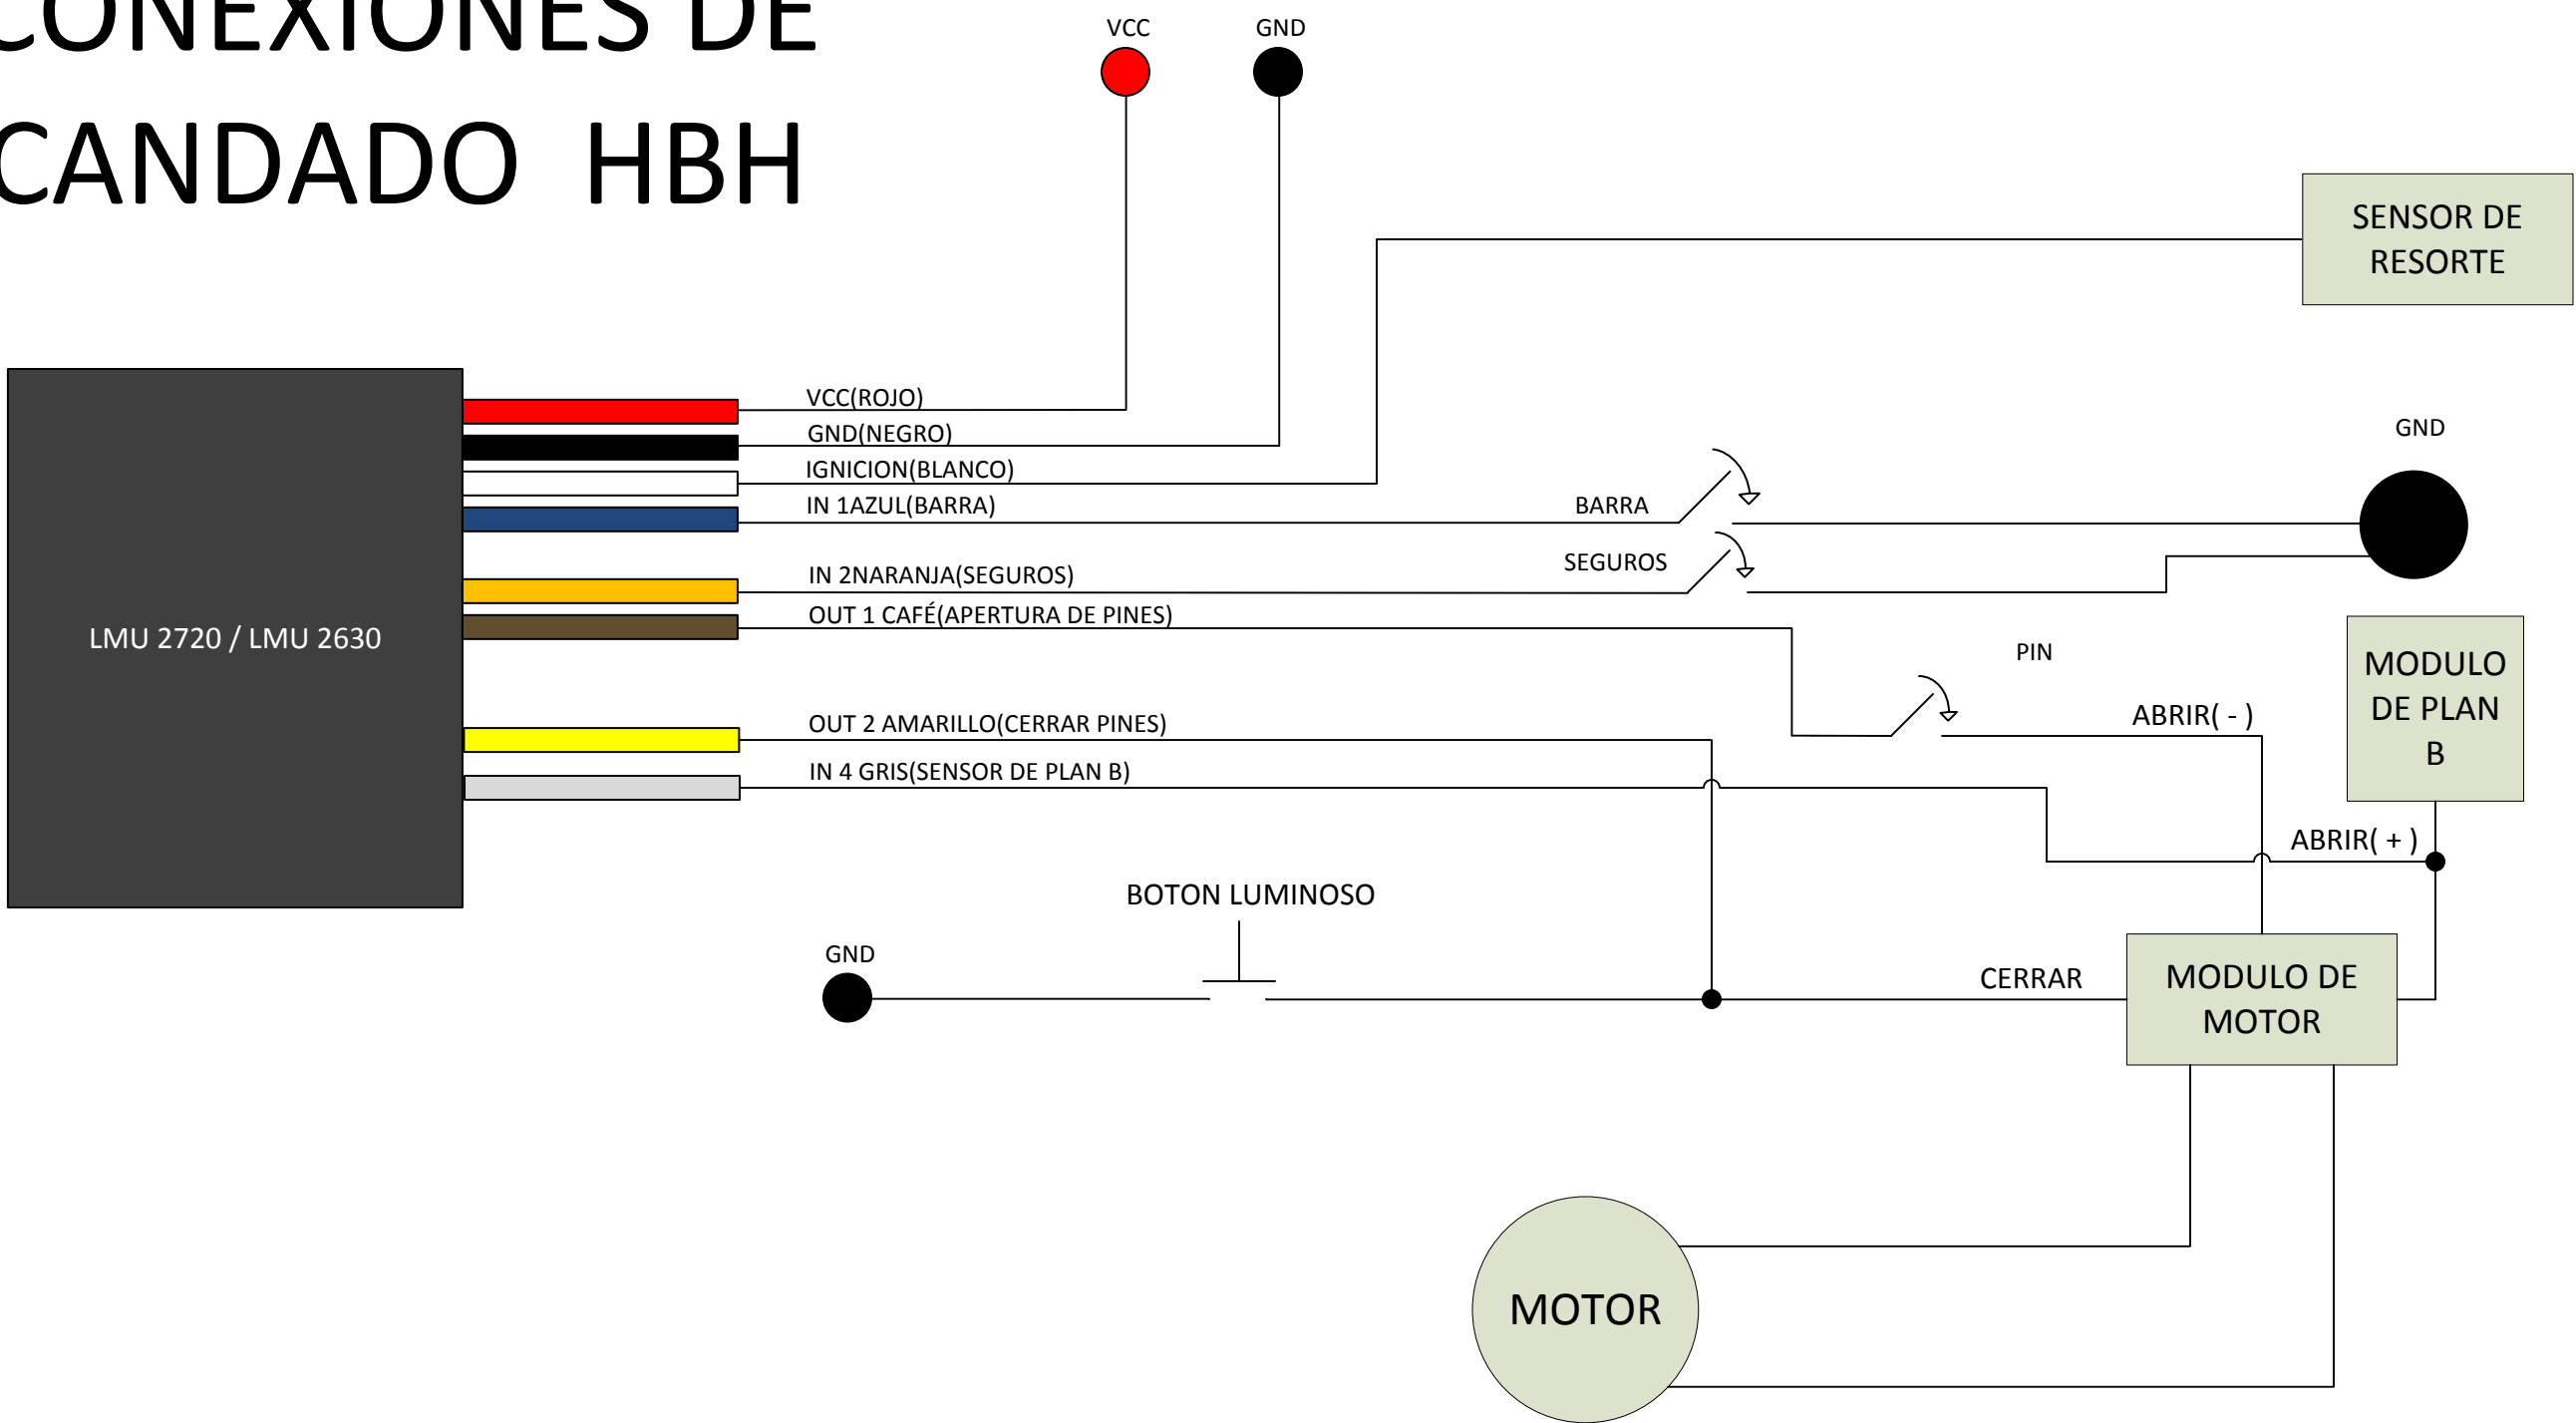 CONEXIONES DE
CANDADO HBH
VCC
GND
SENSOR DE
RESORTE
VCC(ROJO)
GND(NEGRO)
IGNICION(BLANCO)
IN 1AZUL(BARRA)
BARRA
GND
IN 2NARANJA(SEGUROS)
SEGUROS
OUT 1 CAFÉ(APERTURA DE PINES)
LMU 2720 / LMU 2630
PIN
MODULO
DE PLAN
B
OUT 2 AMARILLO(CERRAR PINES)
ABRIR( - )
IN 4 GRIS(SENSOR DE PLAN B)
ABRIR( + )
BOTON LUMINOSO
GND
CERRAR
MODULO DE
MOTOR
MOTOR